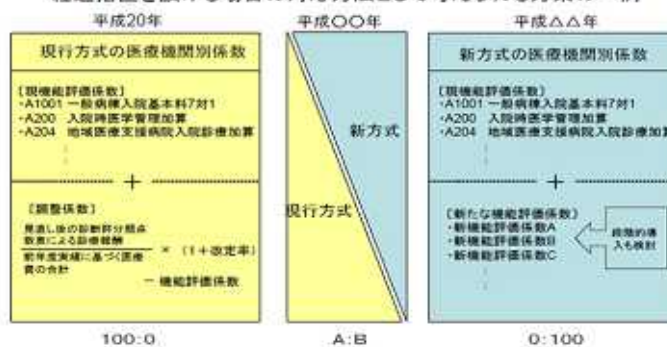 平成20年
平成〇〇年
平成△△年
現行方式の医療機関別係数
[現機能評価係数]
・A1001 一般病棟入院基本料7対1
・A200 入院時医学管理加算
・A204 地域医療支援病院入院診療加算
+
[調整係数]
見直し後の診断群分類点
数表による診療報酬
前年度実績に基づく医療
費の合計
× (1+改定率)
− 機能評価係数
100:0
新方式
現行方式
A:B
新方式の医療機関別係数
[現機能評価係数]
・A1001 一般病棟入院基本料7対1
・A200 入院時医学管理加算
・A204 地域医療支援病院入院診療加算
+
[新たな機能評価係数]
・新機能評価係数A
・新機能評価係数B
・新機能評価係数C
段階的導
入も検討
0:100